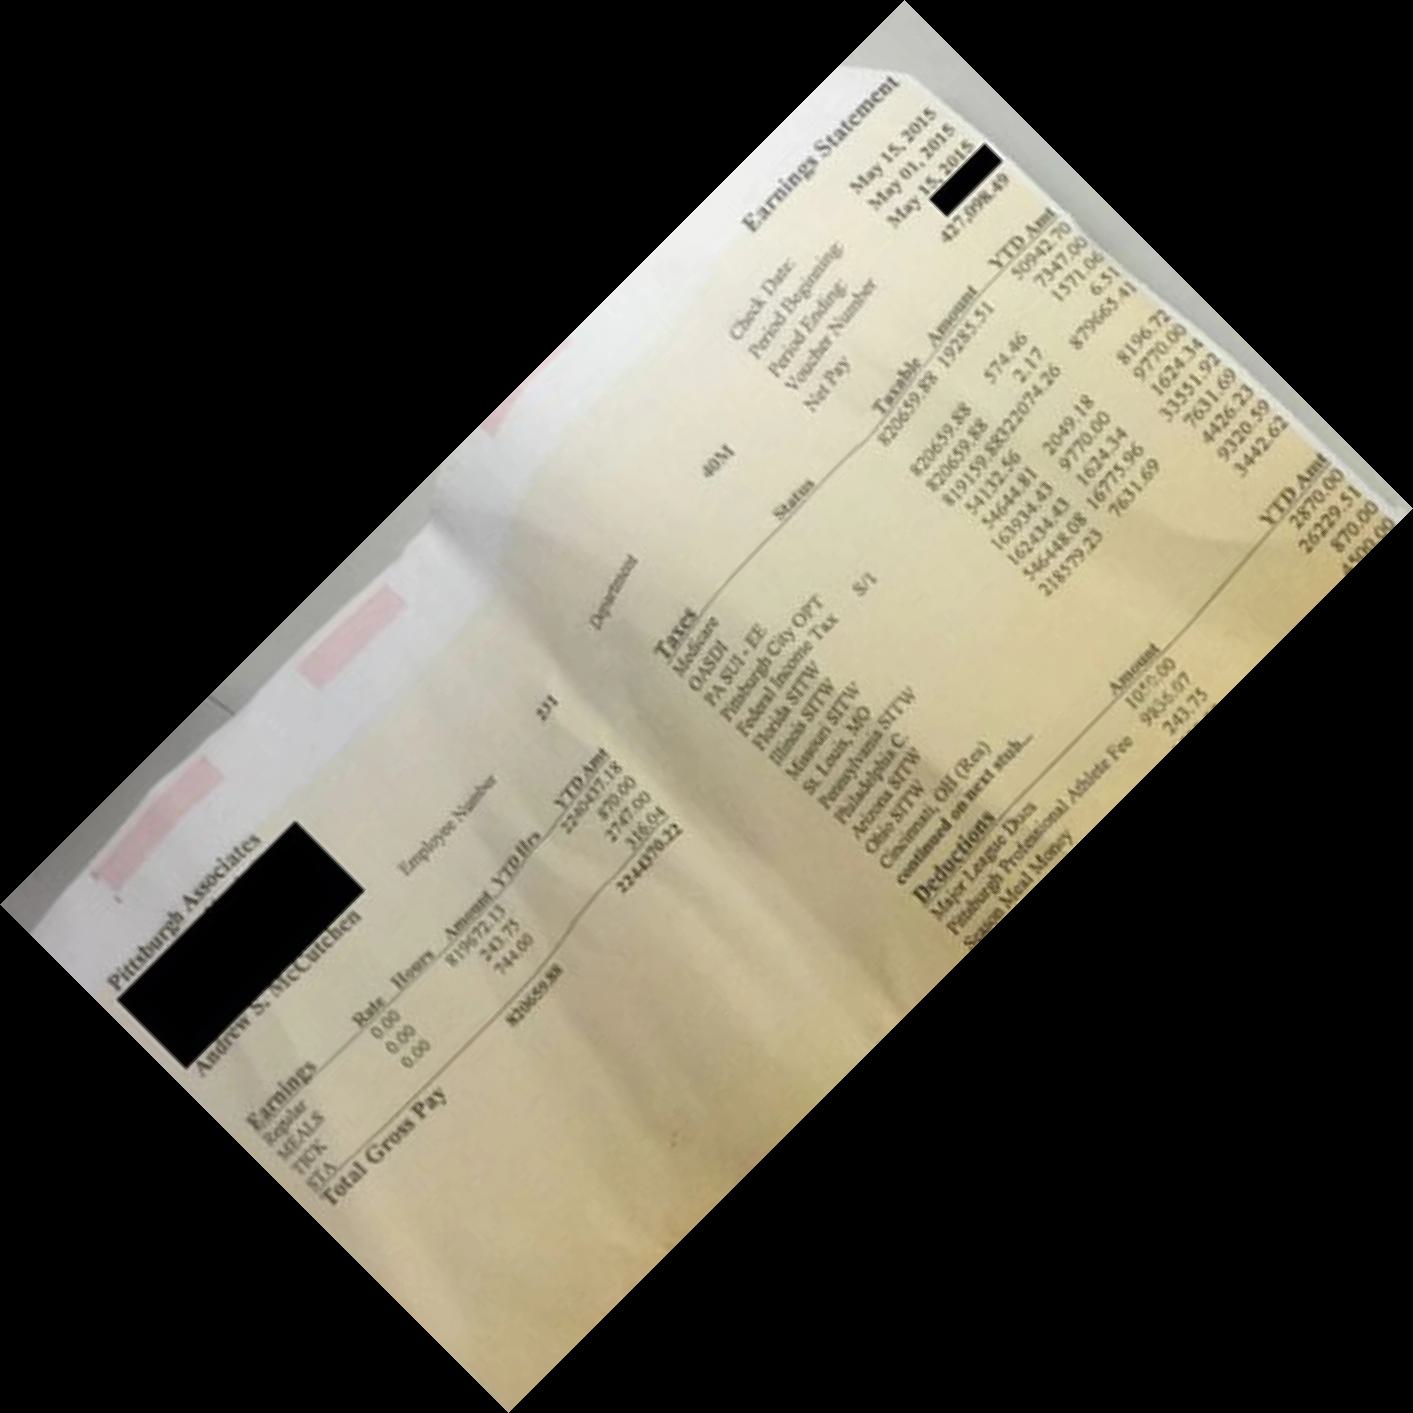 Earnings Statement
Pittsburgh Associates
Andrew S. McCutchen
Check Date: May 15, 2015
Period Beginning: May 01, 2015
Period Ending: May 15, 2015
Voucher Number
Net Pay 427,098.49
Employee Number 231 Department 40M
Earnings Rate Hours Amount YTD Hrs YTD Amt
Regular 0.00 819672.13 2240437.18
MEALS 0.00 243.75 870.00
TICK 0.00 744.00 2747.00
STA 316.04
Total Gross Pay 820659.88 2244370.22
Taxes Status Taxable Amount YTD Amt
Medicare 820659.88 19285.51 50942.70
OASDI 7347.00
PA SUI - EE 820659.88 574.46 1571.06
Pittsburgh City OPT 820659.88 2.17 6.51
Federal Income Tax S/1 819159.88 322074.26 879665.41
Florida SITW 54132.56
Illinois SITW 54644.81 2049.18 8196.72
Missouri SITW 163934.43 9770.00 9770.00
St. Louis, MO 162434.43 1624.34 1624.34
Pennsylvania SITW 546448.08 16775.96 33551.92
Philadelphia C. 218579.23 7631.69 7631.69
Arizona SITW 4426.23
Ohio SITW 9320.59
Cincinnati, OH (Res) 3442.62
continued on next stub...
Deductions Amount YTD Amt
Major League Dues 2870.00
Pittsburgh Professional Athlete Fee 9836.07 26229.51
Season Meal Money 243.75 870.00
4500.00